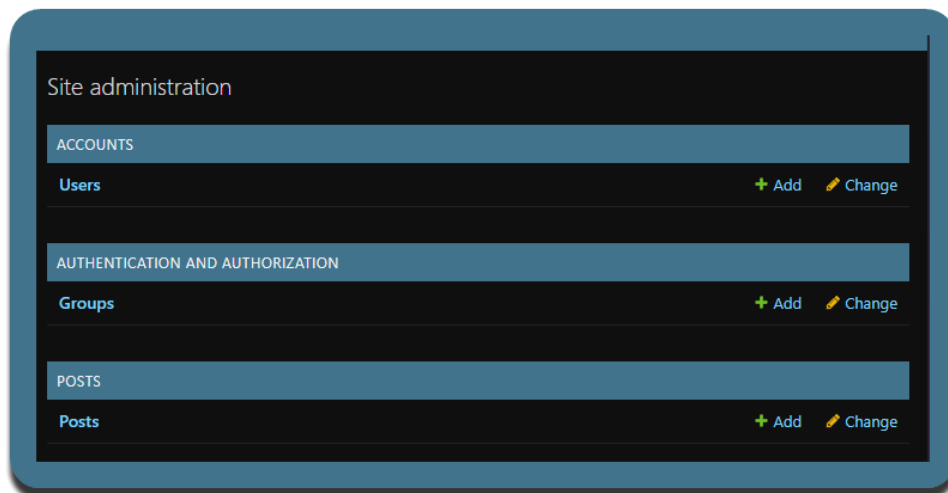 Site administration
ACCOUNTS
Users + Add Change
AUTHENTICATION AND AUTHORIZATION
Groups + Add Change
POSTS
Posts + Add Change